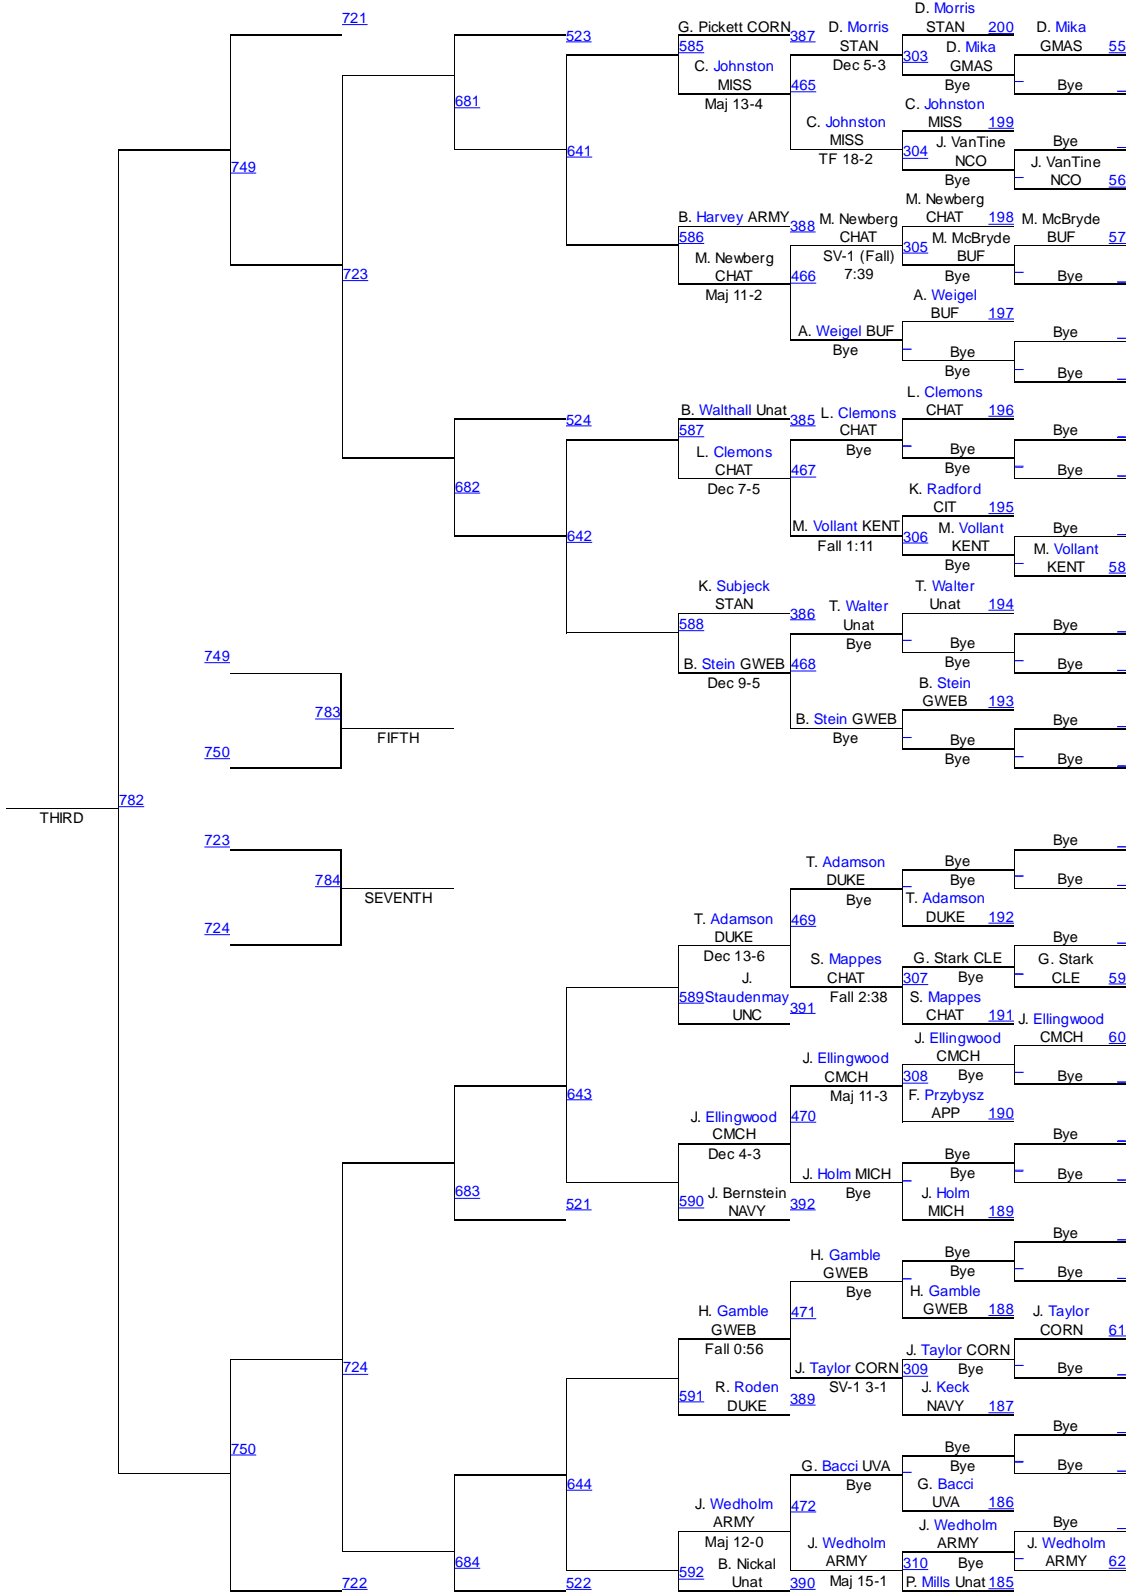 721
749
723
523
681
641
G. Pickett CORN 387
585
C. Johnston
MISS
Maj 13-4
D. Morris
STAN
Dec 5-3
465
C. Johnston
MISS
TF 18-2
D. Morris
STAN 200
303 D. Mika
GMAS
Bye
C. Johnston
MISS 199
304 J. VanTine
NCO
Bye
D. Mika
GMAS 55
Bye
Bye
J. VanTine
NCO 56
B. Harvey ARMY 388
586
M. Newberg
CHAT
Maj 11-2
M. Newberg
CHAT
SV-1 (Fall)
7:39
466
A. Weigel BUF
Bye
M. Newberg
CHAT 198
305 M. McBryde
BUF
Bye
A. Weigel
BUF 197
Bye
Bye
M. McBryde
BUF 57
Bye
Bye
Bye
524
682
642
B. Walthall Unat 385
587
L. Clemons
CHAT
Dec 7-5
L. Clemons
CHAT
Bye
467
M. Vollant KENT
Fall 1:11
L. Clemons
CHAT 196
Bye
Bye
K. Radford
CIT 195
306 M. Vollant
KENT
Bye
Bye
Bye
Bye
M. Vollant
KENT 58
K. Subjeck
STAN 386
588
B. Stein GWEB
Dec 9-5
T. Walter
Unat
Bye
468
B. Stein GWEB
Bye
T. Walter
Unat 194
Bye
Bye
B. Stein
GWEB 193
Bye
Bye
Bye
Bye
Bye
Bye
749
783
FIFTH
750
782
THIRD
723
784
SEVENTH
724
T. Adamson
DUKE
Dec 13-6
J.
589 Staudenmay
UNC 391
T. Adamson
DUKE
Bye
469
S. Mappes
CHAT
Fall 2:38
Bye
Bye
T. Adamson
DUKE 192
G. Stark CLE
307 Bye
S. Mappes
CHAT 191
Bye
Bye
Bye
G. Stark
CLE 59
643
683
521
J. Ellingwood
CMCH
Dec 4-3
590 J. Bernstein
NAVY 392
J. Ellingwood
CMCH
Maj 11-3
470
J. Holm MICH
Bye
J. Ellingwood
CMCH
308 Bye
F. Przybysz
APP 190
Bye
Bye
J. Holm
MICH 189
J. Ellingwood
CMCH 60
Bye
Bye
Bye
724
750
H. Gamble
GWEB
Fall 0:56
591 R. Roden
DUKE 389
H. Gamble
GWEB
Bye
471
J. Taylor CORN
SV-1 3-1
Bye
Bye
H. Gamble
GWEB 188
J. Taylor CORN
309 Bye
J. Keck
NAVY 187
Bye
Bye
J. Taylor
CORN 61
Bye
644
684
722
522
J. Wedholm
ARMY
Maj 12-0
592 B. Nickal
Unat 390
G. Bacci UVA
Bye
472
J. Wedholm
ARMY
Maj 15-1
Bye
Bye
G. Bacci
UVA 186
J. Wedholm
ARMY
310 Bye
P. Mills Unat 185
Bye
Bye
Bye
J. Wedholm
ARMY 62